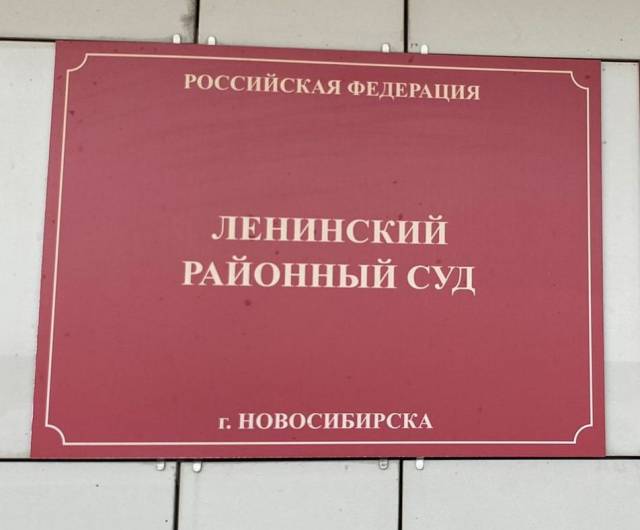 РОССИЙСКАЯ ФЕДЕРАЦИЯ
ЛЕНИНСКИЙ
РАЙОННЫЙ СУД
г. НОВОСИБИРСКА